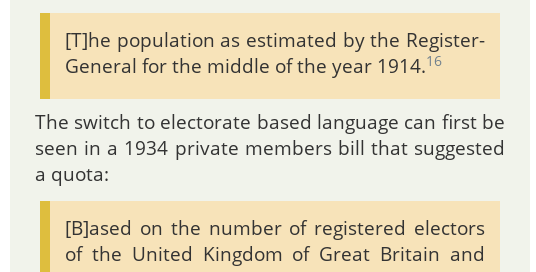 [T]he population as estimated by the Register-
General for the middle of the year 1914.16
The switch to electorate based language can first be
seen in a 1934 private members bill that suggested
a quota:
[B]ased on the number of registered electors
of the United Kingdom of Great Britain and